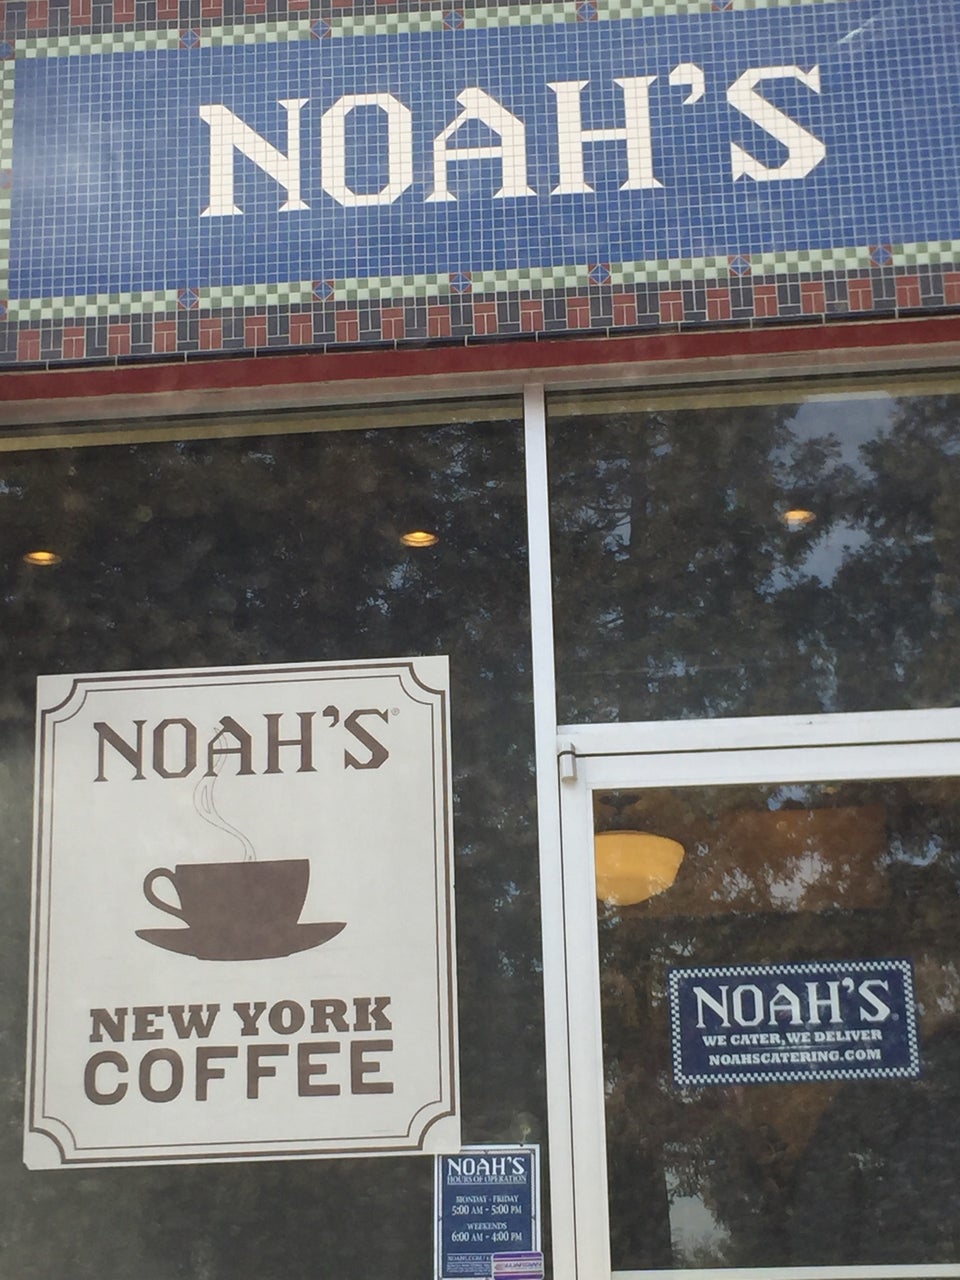 NOAH'S
NOAH'S®
NEW YORK
COFFEE
NOAH'S
WE CATER, WE DELIVER
NOAHSCATERING.COM
NOAH'S
HOURS OF OPERATION
MONDAY - FRIDAY
5:00 AM - 5:00 PM
WEEKENDS
6:00 AM - 4:00 PM